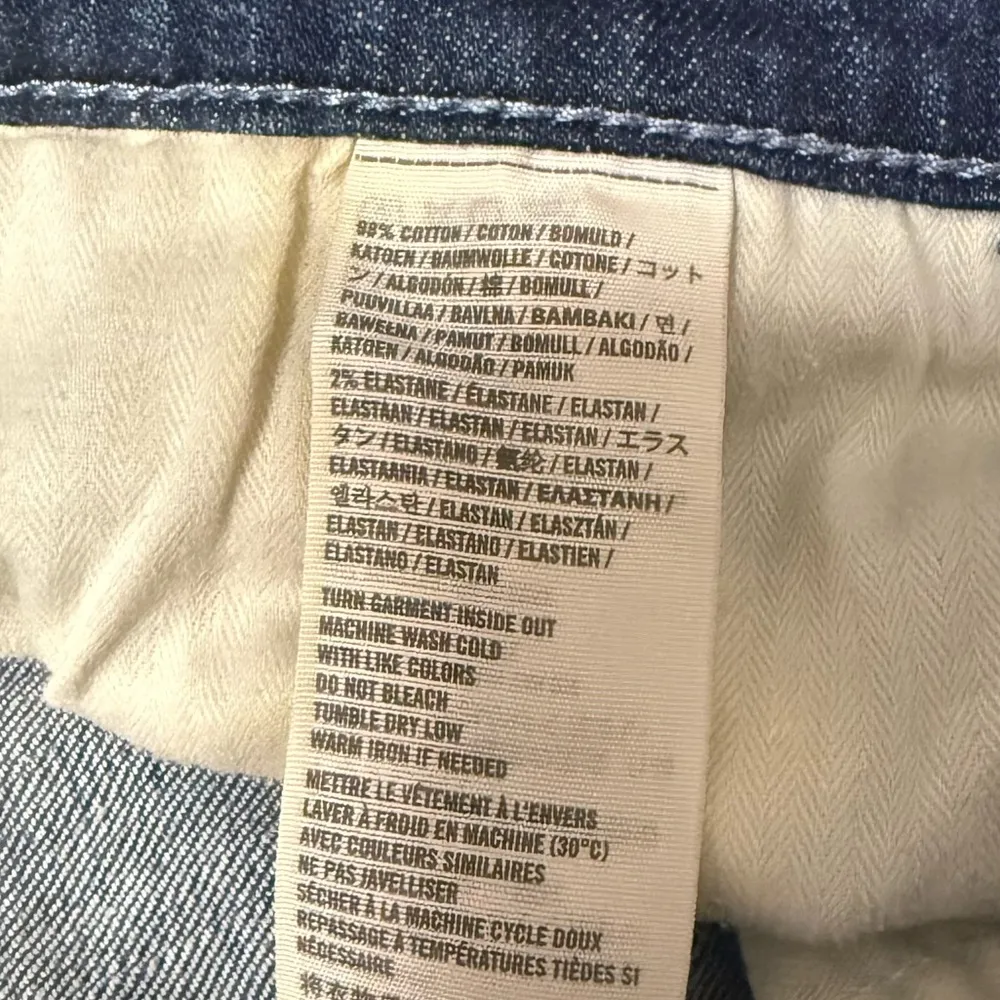 98% COTTON / COTON / BOMULD /
KATOEN / BAUMWOLLE / COTONE / コット
ン / ALGODÓN / 棉 / BOMULL /
PUUVILLAA / BAVLNA / BAMBAKI / 면 /
BAWEŁNA / PAMUT / BOMULL / ALGODÃO /
KATOEN / ALGODÃO / PAMUK
2% ELASTANE / ÉLASTANE / ELASTAN /
ELASTAAN / ELASTAN / ELASTAN / エラス
タン / ELASTANO / 氨纶 / ELASTAN /
ELASTAANIA / ELASTAN / ΕΛΑΣΤΑΝΗ /
엘라스탄 / ELASTAN / ELASZTÁN /
ELASTAN / ELASTANO / ELASTIEN /
ELASTANO / ELASTAN
TURN GARMENT INSIDE OUT
MACHINE WASH COLD
WITH LIKE COLORS
DO NOT BLEACH
TUMBLE DRY LOW
WARM IRON IF NEEDED
METTRE LE VÊTEMENT À L'ENVERS
LAVER À FROID EN MACHINE (30°C)
AVEC COULEURS SIMILAIRES
NE PAS JAVELLISER
SÉCHER À LA MACHINE CYCLE DOUX
REPASSAGE À TEMPÉRATURES TIÈDES SI
NÉCESSAIRE